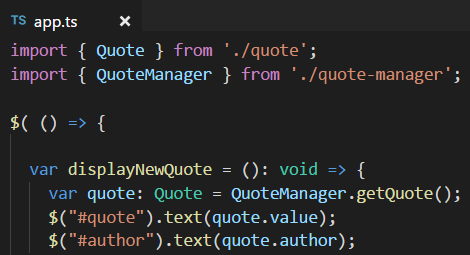 TS app.ts ×
import { Quote } from './quote';
import { QuoteManager } from './quote-manager';
$( () => {
var displayNewQuote = (): void => {
var quote: Quote = QuoteManager.getQuote();
$("#quote").text(quote.value);
$("#author").text(quote.author);